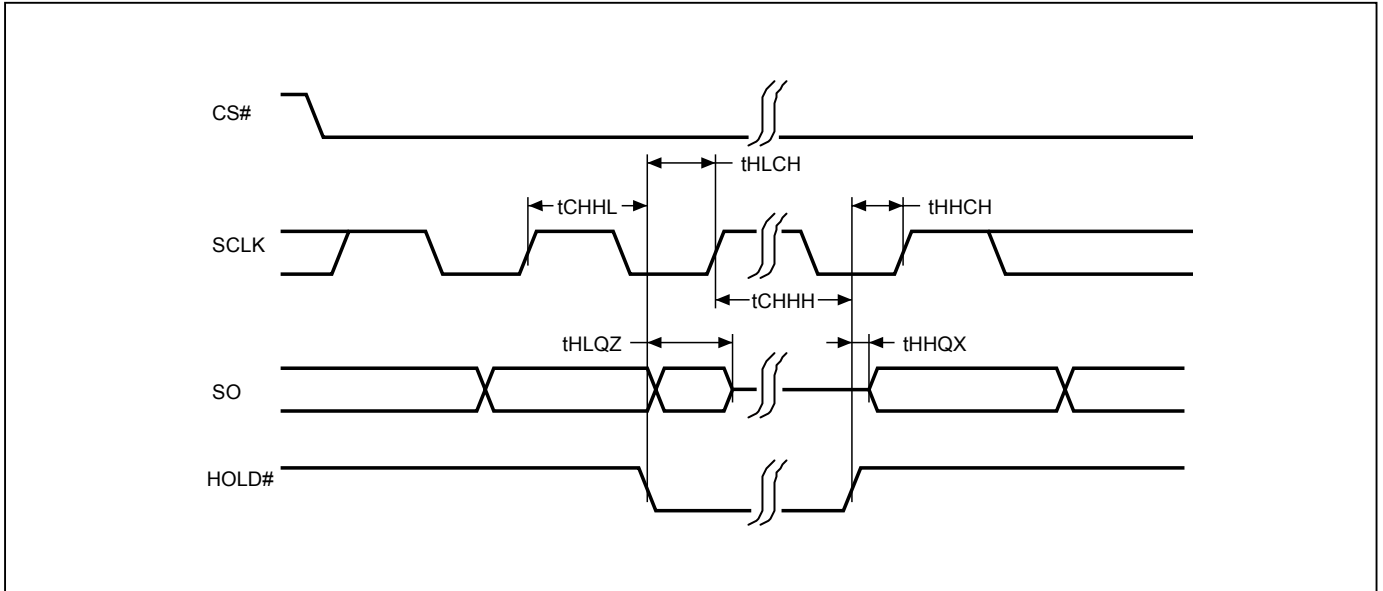 CS#
tHLCH
tCHHL
tHHCH
SCLK
tCHHH
tHLQZ
tHHQX
SO
HOLD#